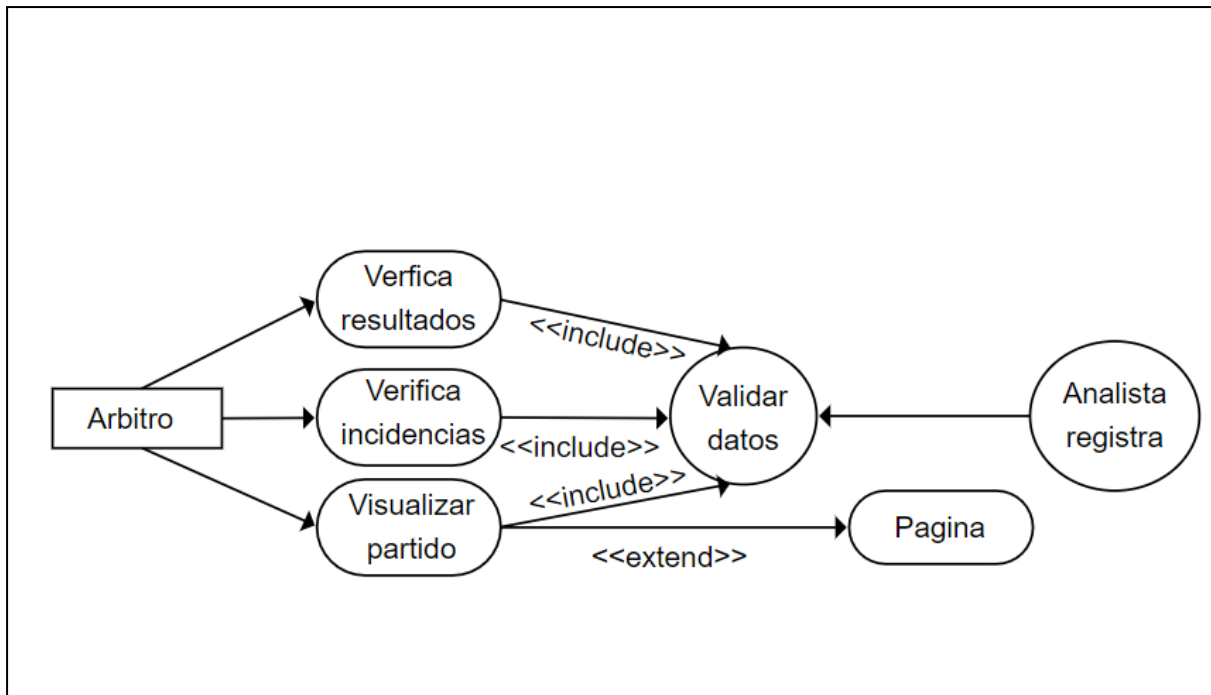 Verfica
resultados
<<include>>
Arbitro
Verifica
incidencias
<<include>>
Validar
datos
Analista
registra
<<include>>
Visualizar
partido
<<extend>>
Pagina